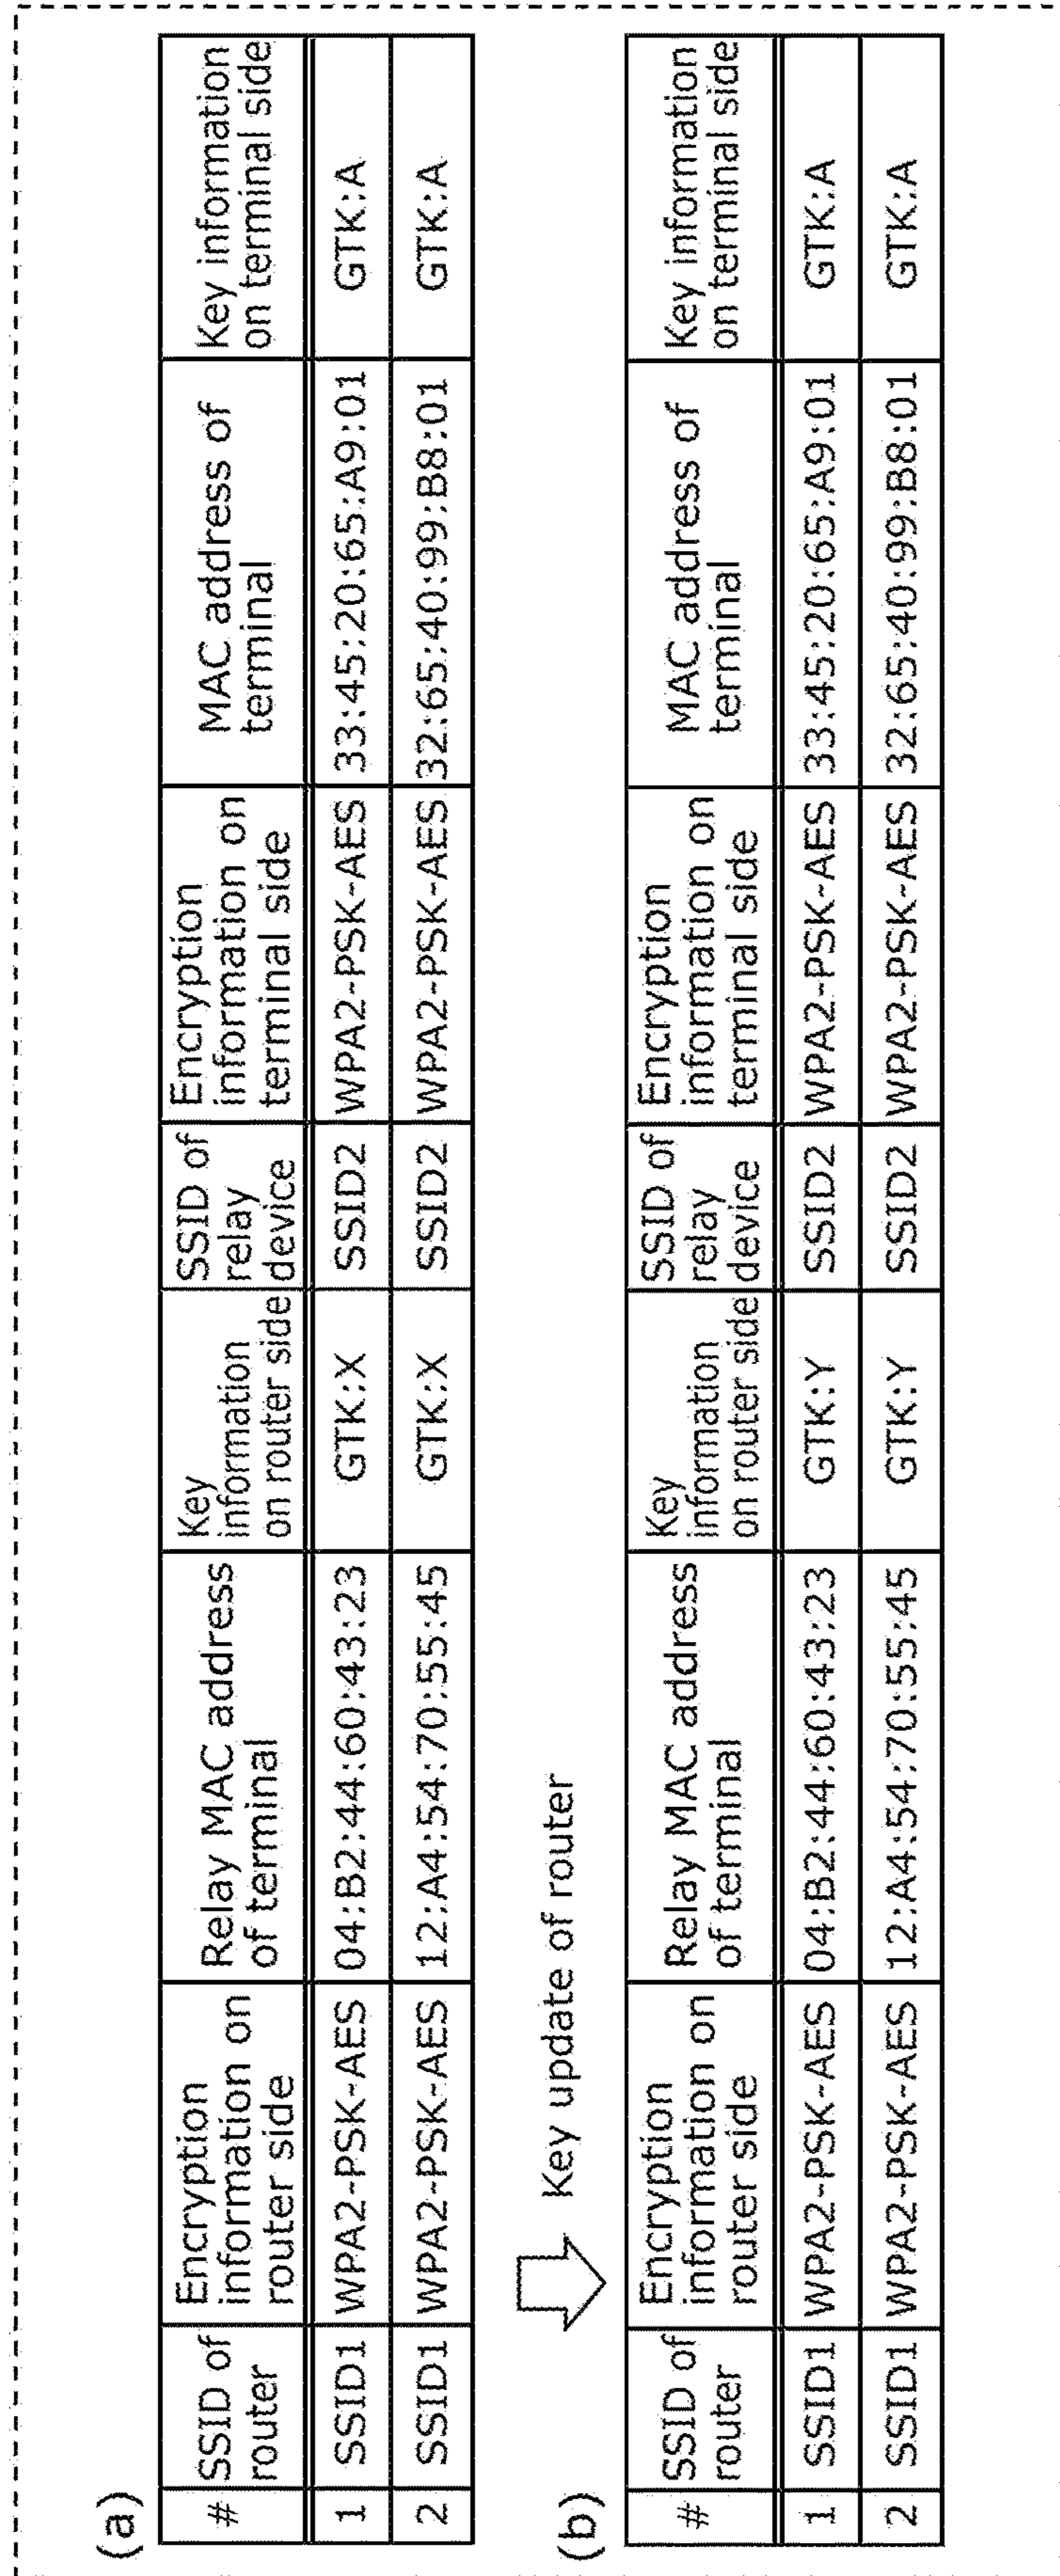 (a)
#
SSID of
router
Encryption
information on
router side
Relay MAC address
of terminal
Key
information
on router side
SSID of
relay
device
Encryption
information on
terminal side
MAC address of
terminal
Key information
on terminal side
1
SSID1
WPA2-PSK-AES
04:B2:44:60:43:23
GTK:X
SSID2
WPA2-PSK-AES
33:45:20:65:A9:01
GTK:A
2
SSID1
WPA2-PSK-AES
12:A4:54:70:55:45
GTK:X
SSID2
WPA2-PSK-AES
32:65:40:99:B8:01
GTK:A
Key update of router
(b)
#
SSID of
router
Encryption
information on
router side
Relay MAC address
of terminal
Key
information
on router side
SSID of
relay
device
Encryption
information on
terminal side
MAC address of
terminal
Key information
on terminal side
1
SSID1
WPA2-PSK-AES
04:B2:44:60:43:23
GTK:Y
SSID2
WPA2-PSK-AES
33:45:20:65:A9:01
GTK:A
2
SSID1
WPA2-PSK-AES
12:A4:54:70:55:45
GTK:Y
SSID2
WPA2-PSK-AES
32:65:40:99:B8:01
GTK:A